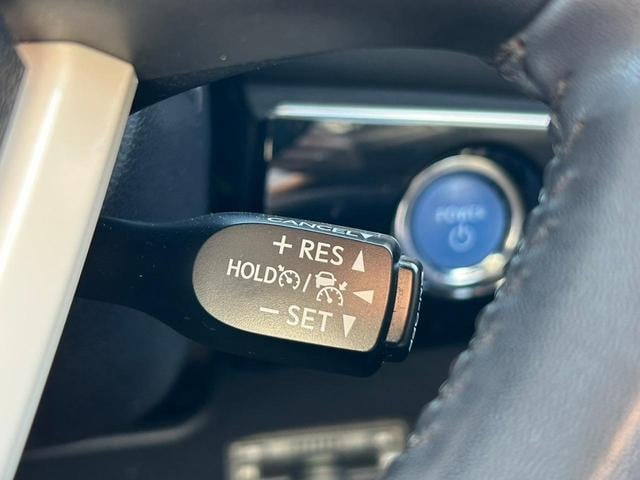 CANCEL
+ RES
HOLD /
− SET
POWER